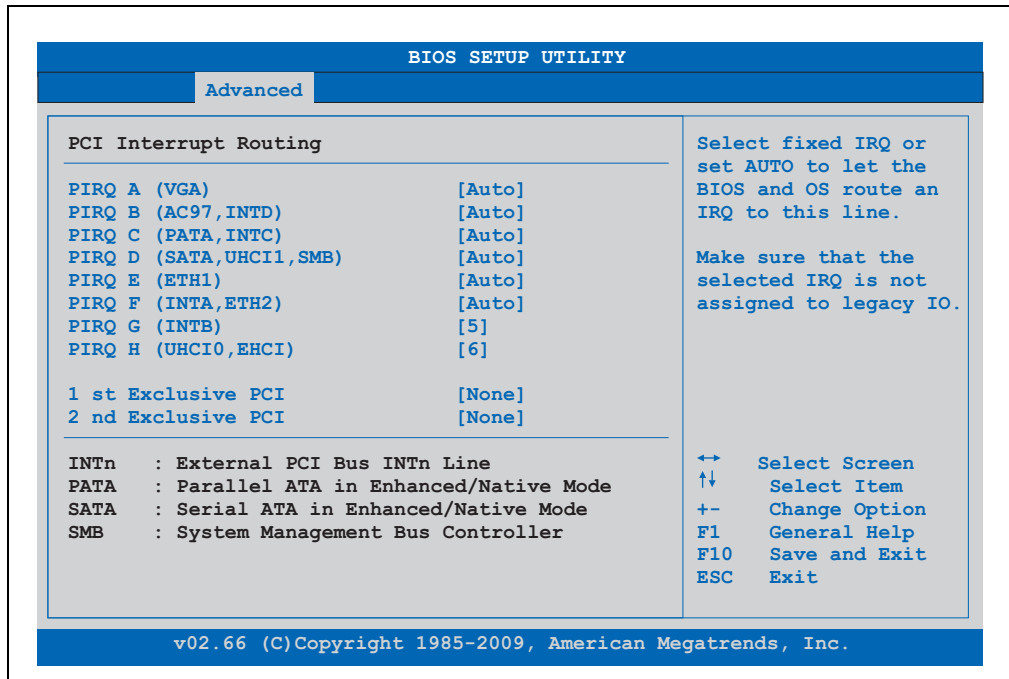 BIOS SETUP UTILITY
Advanced
PCI Interrupt Routing
PIRQ A (VGA) [Auto]
PIRQ B (AC97,INTD) [Auto]
PIRQ C (PATA,INTC) [Auto]
PIRQ D (SATA,UHCI1,SMB) [Auto]
PIRQ E (ETH1) [Auto]
PIRQ F (INTA,ETH2) [Auto]
PIRQ G (INTB) [5]
PIRQ H (UHCI0,EHCI) [6]
1 st Exclusive PCI [None]
2 nd Exclusive PCI [None]
INTn : External PCI Bus INTn Line
PATA : Parallel ATA in Enhanced/Native Mode
SATA : Serial ATA in Enhanced/Native Mode
SMB : System Management Bus Controller
Select fixed IRQ or
set AUTO to let the
BIOS and OS route an
IRQ to this line.
Make sure that the
selected IRQ is not
assigned to legacy IO.
↔ Select Screen
↑↓ Select Item
+- Change Option
F1 General Help
F10 Save and Exit
ESC Exit
v02.66 (C)Copyright 1985-2009, American Megatrends, Inc.